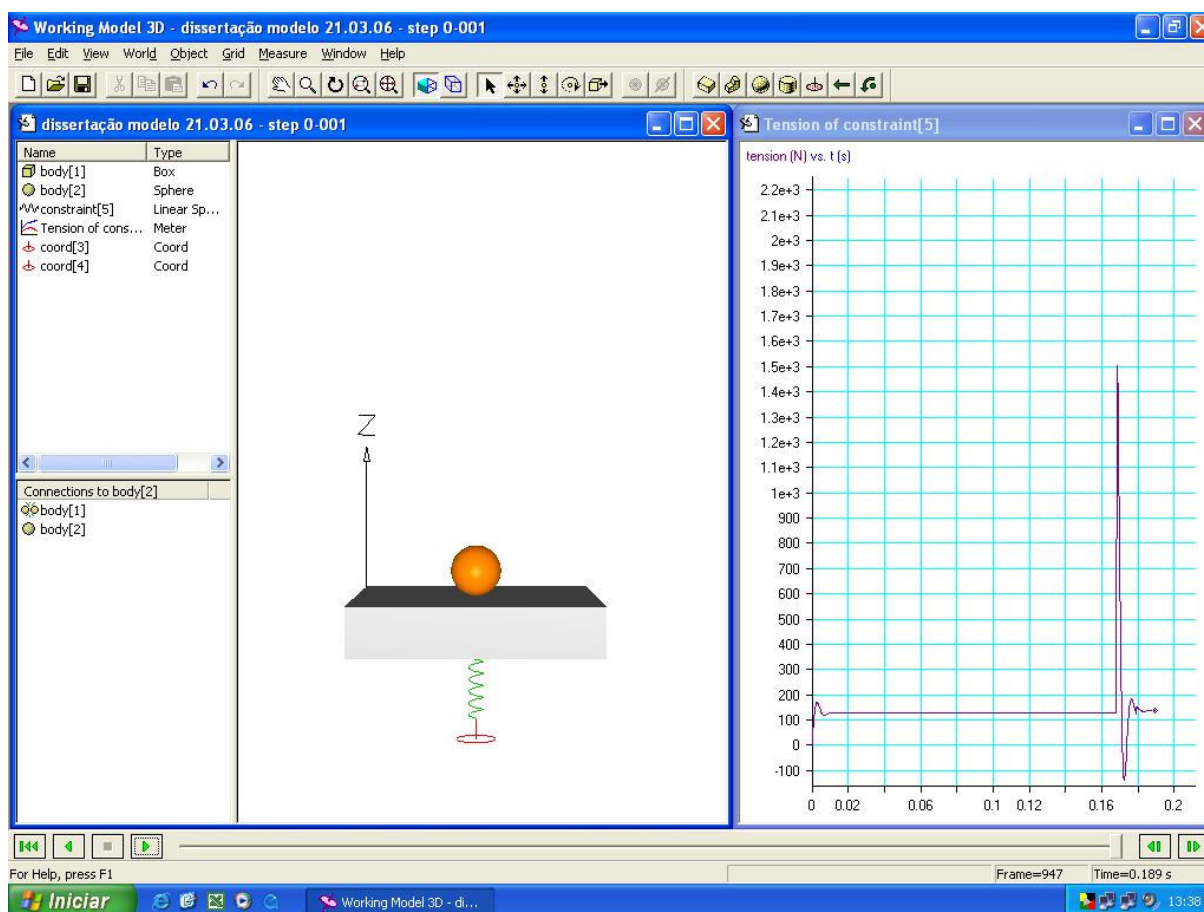 Working Model 3D - dissertação modelo 21.03.06 - step 0-001
File Edit View World Object Grid Measure Window Help
dissertação modelo 21.03.06 - step 0-001
Name Type
body[1] Box
body[2] Sphere
constraint[5] Linear Sp...
Tension of cons... Meter
coord[3] Coord
coord[4] Coord
Connections to body[2]
body[1]
body[2]
Z
Tension of constraint[5]
tension (N) vs. t (s)
2.2e+3
2.1e+3
2e+3
1.9e+3
1.8e+3
1.7e+3
1.6e+3
1.5e+3
1.4e+3
1.3e+3
1.2e+3
1.1e+3
1e+3
900
800
700
600
500
400
300
200
100
0
-100
0 0.02 0.06 0.1 0.12 0.16 0.2
For Help, press F1
Frame=947 Time=0.189 s
Iniciar Working Model 3D - di... 13:36